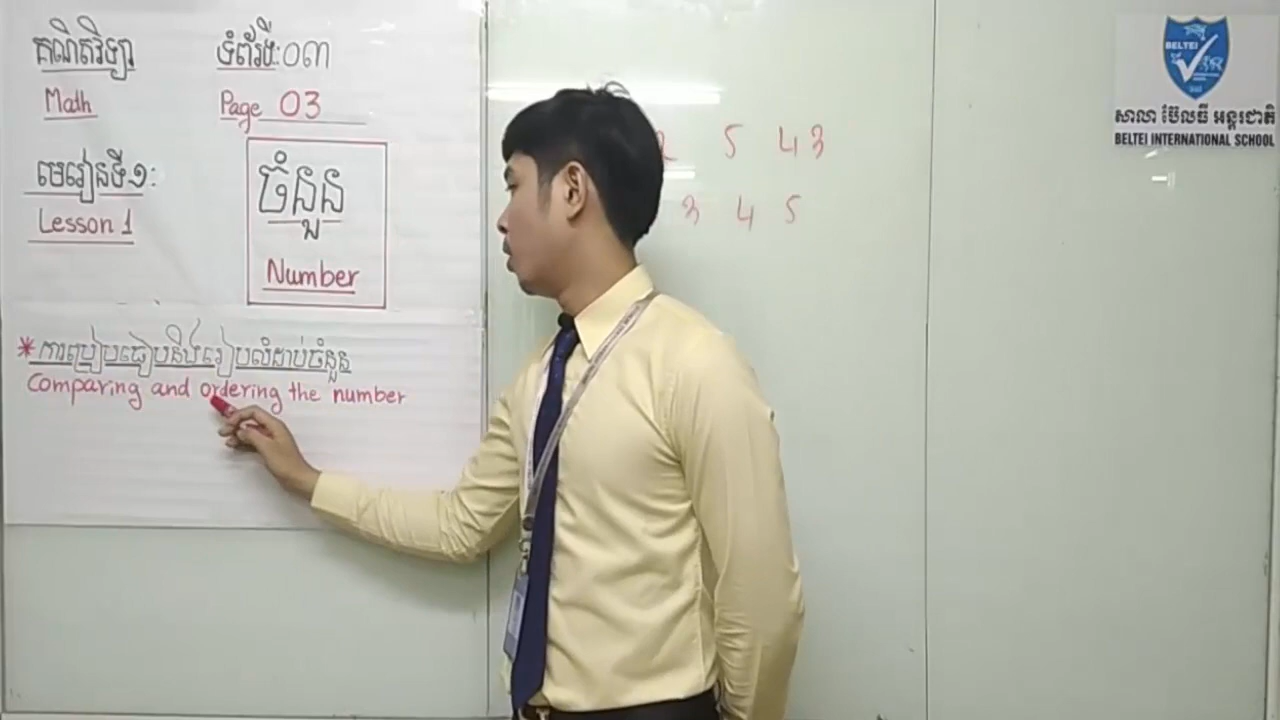 គណិតវិទ្យា
Math
ទំព័រទីៈ០៣
Page 03
មេរៀនទី១:
Lesson 1
ចំនួន
Number
* ការប្រៀបធៀបនិងរៀបលំដាប់ចំនួន
Comparing and ordering the number
2 5 4 3
3 4 5
BELTEI
សាលា ប៊ែលធី អន្តរជាតិ
BELTEI INTERNATIONAL SCHOOL